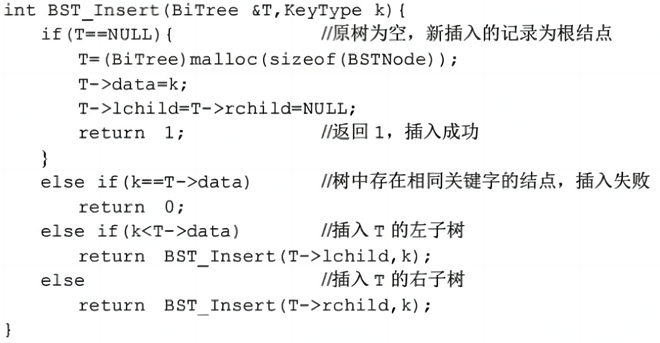 int BST_Insert(BiTree &T,KeyType k){
    if(T==NULL){                //原树为空，新插入的记录为根结点
        T=(BiTree)malloc(sizeof(BSTNode));
        T->data=k;
        T->lchild=T->rchild=NULL;
        return 1;               //返回1，插入成功
    }
    else if(k==T->data)         //树中存在相同关键字的结点，插入失败
        return 0;
    else if(k<T->data)          //插入T的左子树
        return BST_Insert(T->lchild,k);
    else                        //插入T的右子树
        return BST_Insert(T->rchild,k);
}